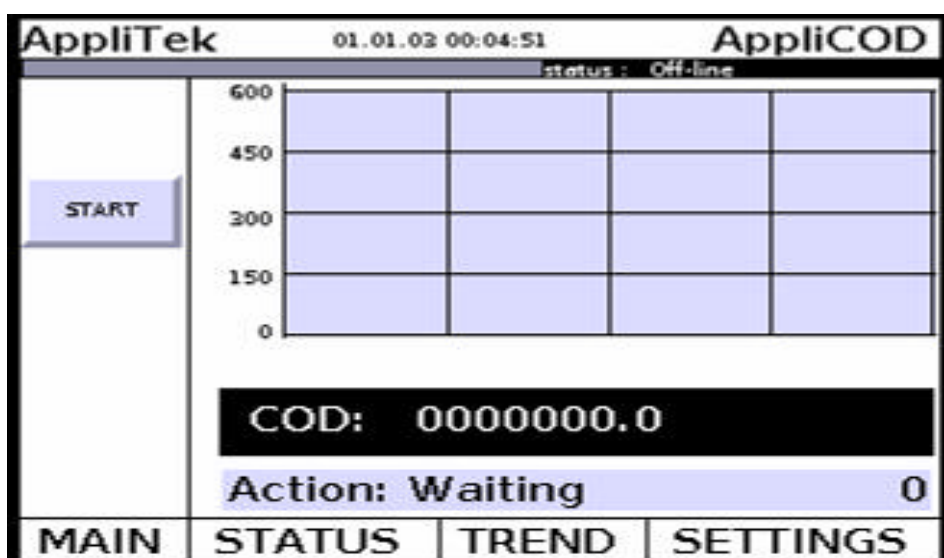 AppliTek 01.01.03 00:04:51 AppliCOD
status : Off-line
600
450
START
300
150
0
COD: 0000000.0
Action: Waiting 0
MAIN STATUS TREND SETTINGS